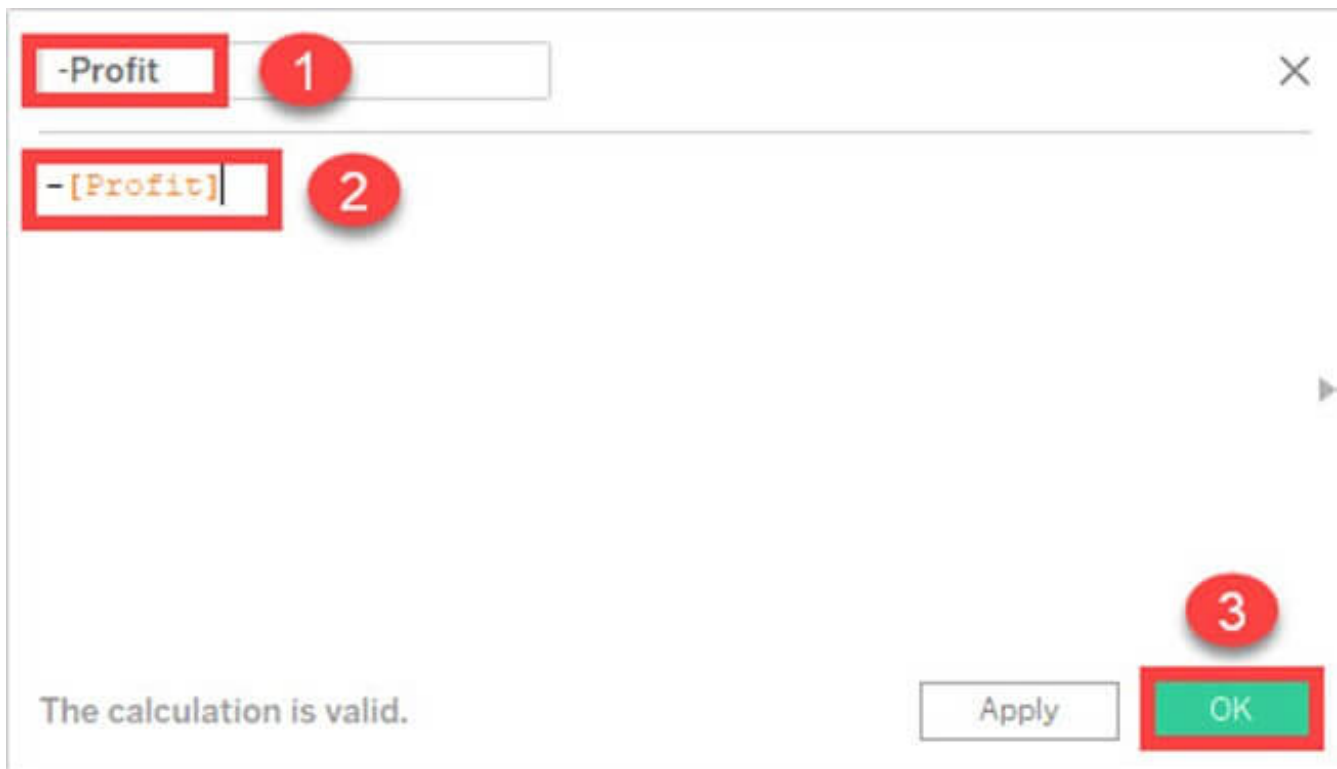 -Profit 1
-[Profit] 2
3
The calculation is valid. Apply OK